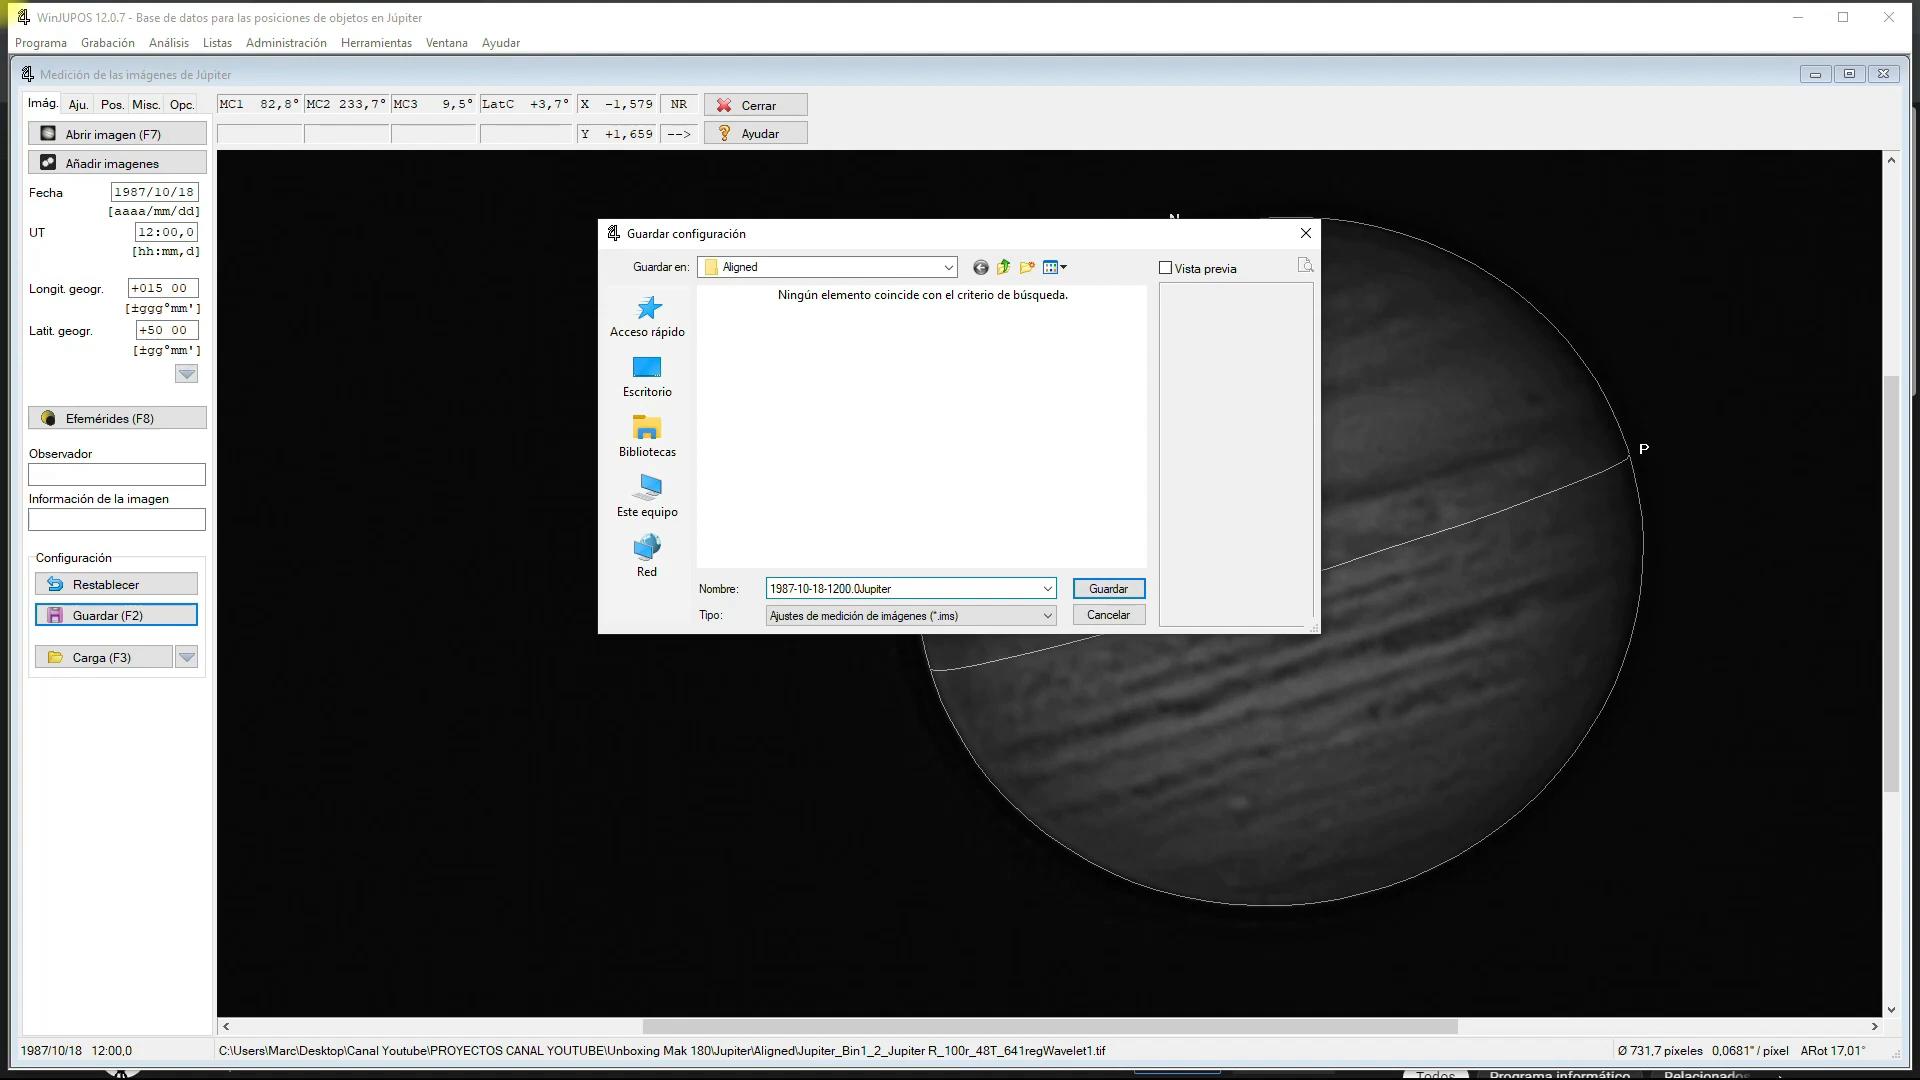 WinJUPOS 12.0.7 - Base de datos para las posiciones de objetos en Júpiter
Programa Grabación Análisis Listas Administración Herramientas Ventana Ayudar
Medición de las imágenes de Júpiter
Imág. Aju. Pos. Misc. Opc.
MC1 82,8° MC2 233,7° MC3 9,5° LatC +3,7° X -1,579 NR Cerrar
Y +1,659 --> Ayudar
Abrir imagen (F7)
Añadir imagenes
Fecha 1987/10/18
[aaaa/mm/dd]
UT 12:00,0
[hh:mm,d]
Longit. geogr. +015 00
[±ggg°mm']
Latit. geogr. +50 00
[±gg°mm']
Efemérides (F8)
Observador
Información de la imagen
Configuración
Restablecer
Guardar (F2)
Carga (F3)
N
P
Guardar configuración
Guardar en: Aligned
Vista previa
Ningún elemento coincide con el criterio de búsqueda.
Acceso rápido
Escritorio
Bibliotecas
Este equipo
Red
Nombre: 1987-10-18-1200.0Jupiter Guardar
Tipo: Ajustes de medición de imágenes (*.ims) Cancelar
1987/10/18 12:00,0 C:\Users\Marc\Desktop\Canal Youtube\PROYECTOS CANAL YOUTUBE\Unboxing Mak 180\Jupiter\Aligned\Jupiter_Bin1_2_Jupiter R_100r_48T_641regWavelet1.tif Ø 731,7 píxeles 0,0681" / píxel ARot 17,01°
Todos Programa informático Relacionados